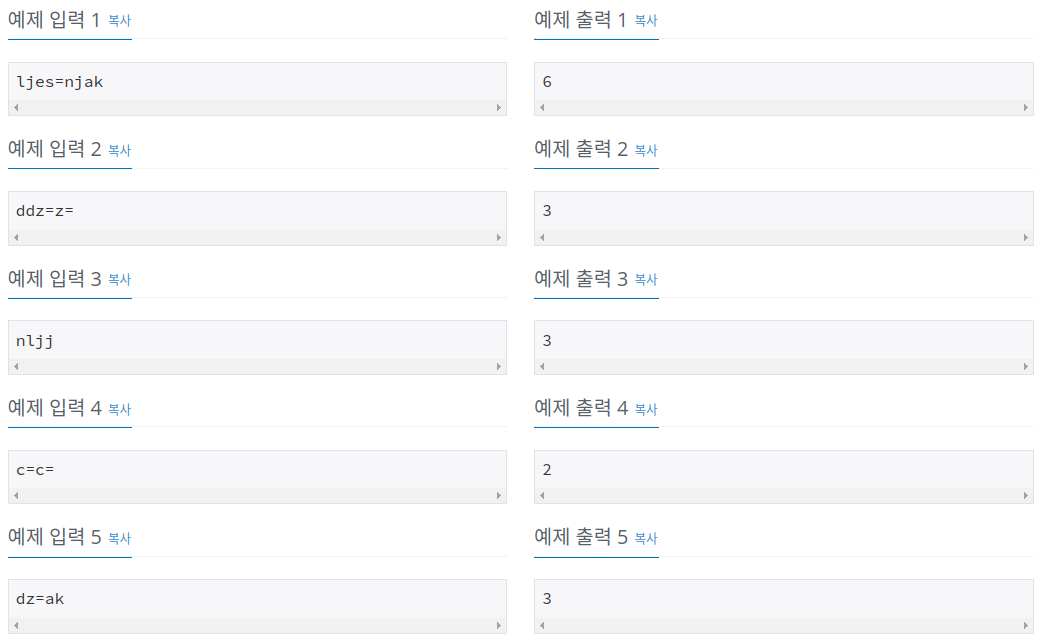 예제 입력 1 복사
예제 출력 1 복사
ljes=njak
6
예제 입력 2 복사
예제 출력 2 복사
ddz=z=
3
예제 입력 3 복사
예제 출력 3 복사
nljj
3
예제 입력 4 복사
예제 출력 4 복사
c=c=
2
예제 입력 5 복사
예제 출력 5 복사
dz=ak
3